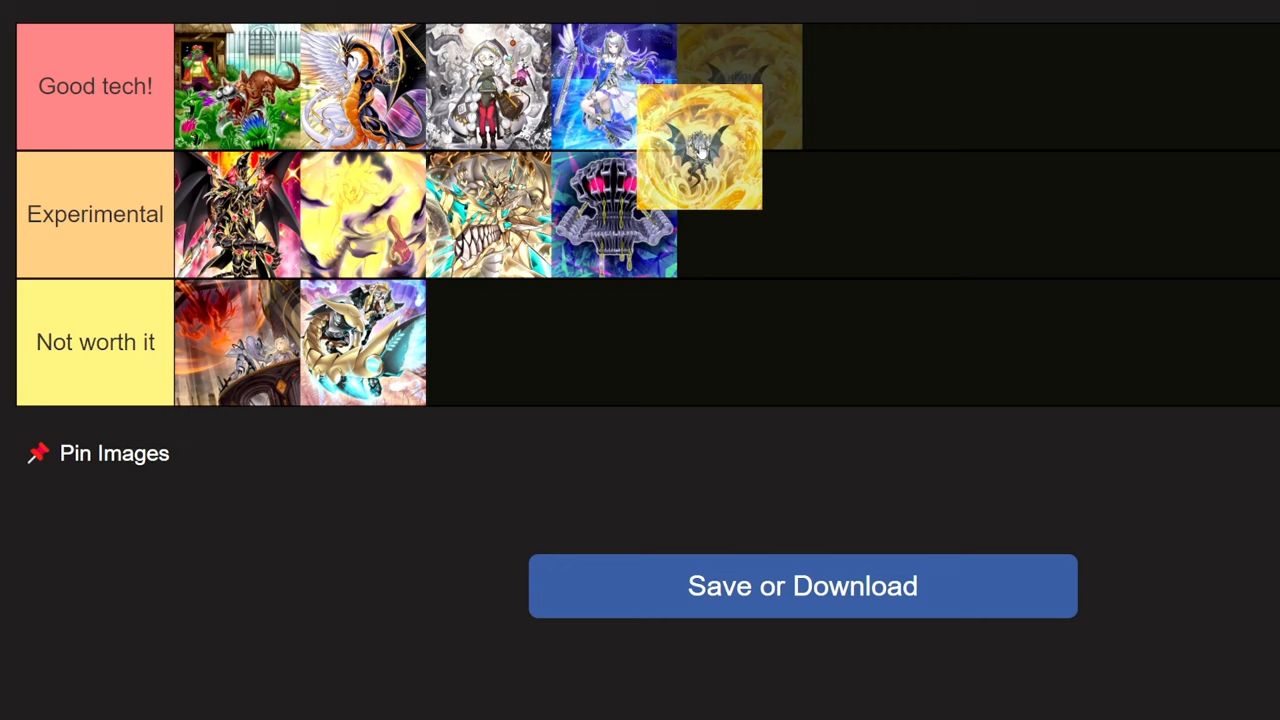 Good tech!
Experimental
Not worth it
Pin Images
Save or Download